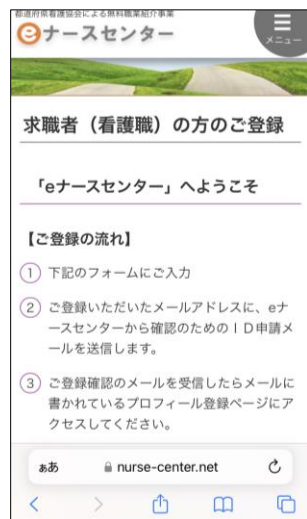 都道府県看護協会による無料職業紹介事業
eナースセンター
メニュー
求職者（看護職）の方のご登録
「eナースセンター」へようこそ
【ご登録の流れ】
① 下記のフォームにご入力
② ご登録いただいたメールアドレスに、eナ
ースセンターから確認のためのＩＤ申請メ
ールを送信します。
③ ご登録確認のメールを受信したらメールに
書かれているプロフィール登録ページにア
クセスしてください。
ぁあ nurse-center.net